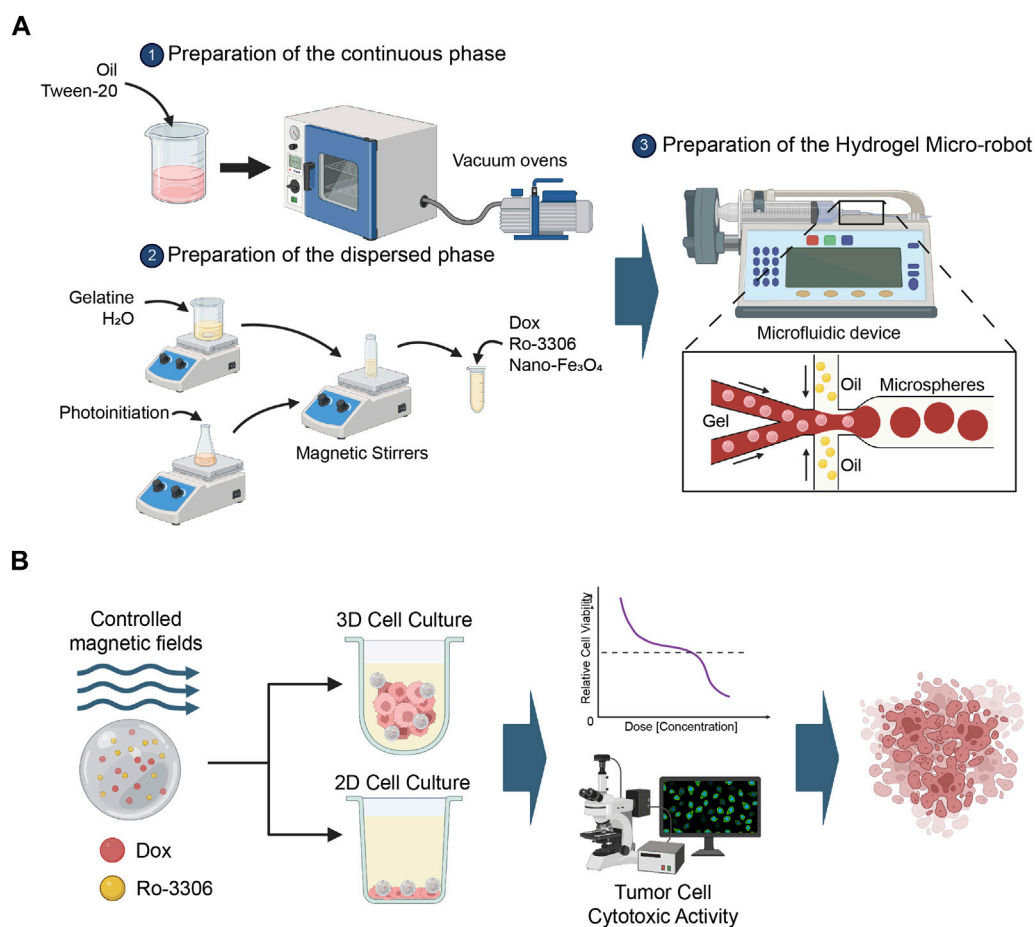 A
1 Preparation of the continuous phase
Oil
Tween-20
Vacuum ovens
2 Preparation of the dispersed phase
Gelatine
H₂O
Photoinitiation
Magnetic Stirrers
Dox
Ro-3306
Nano-Fe₃O₄
3 Preparation of the Hydrogel Micro-robot
Microfluidic device
Oil
Microspheres
Gel
Oil
B
Controlled
magnetic fields
Dox
Ro-3306
3D Cell Culture
2D Cell Culture
Relative Cell Viability
0
Dose [Concentration]
Tumor Cell
Cytotoxic Activity